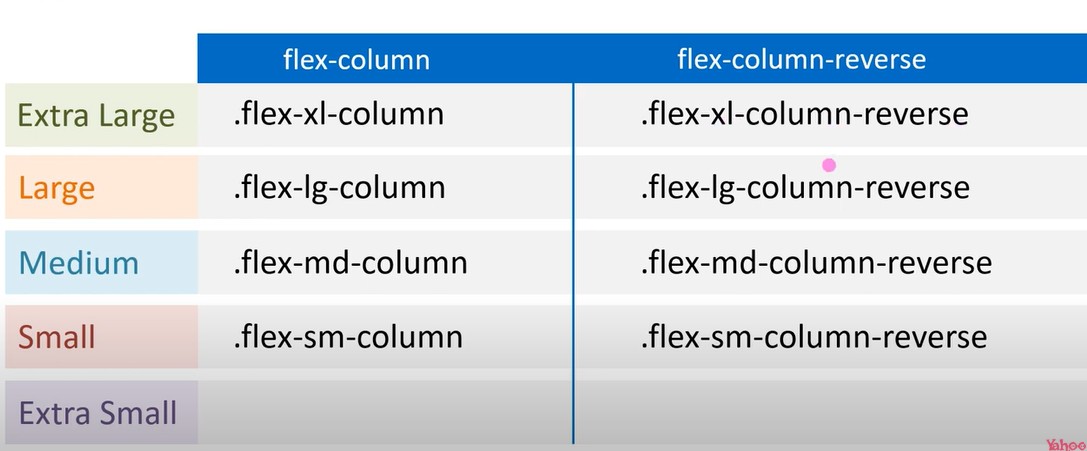 flex-column flex-column-reverse
Extra Large .flex-xl-column .flex-xl-column-reverse
Large .flex-lg-column .flex-lg-column-reverse
Medium .flex-md-column .flex-md-column-reverse
Small .flex-sm-column .flex-sm-column-reverse
Extra Small
Yahoo